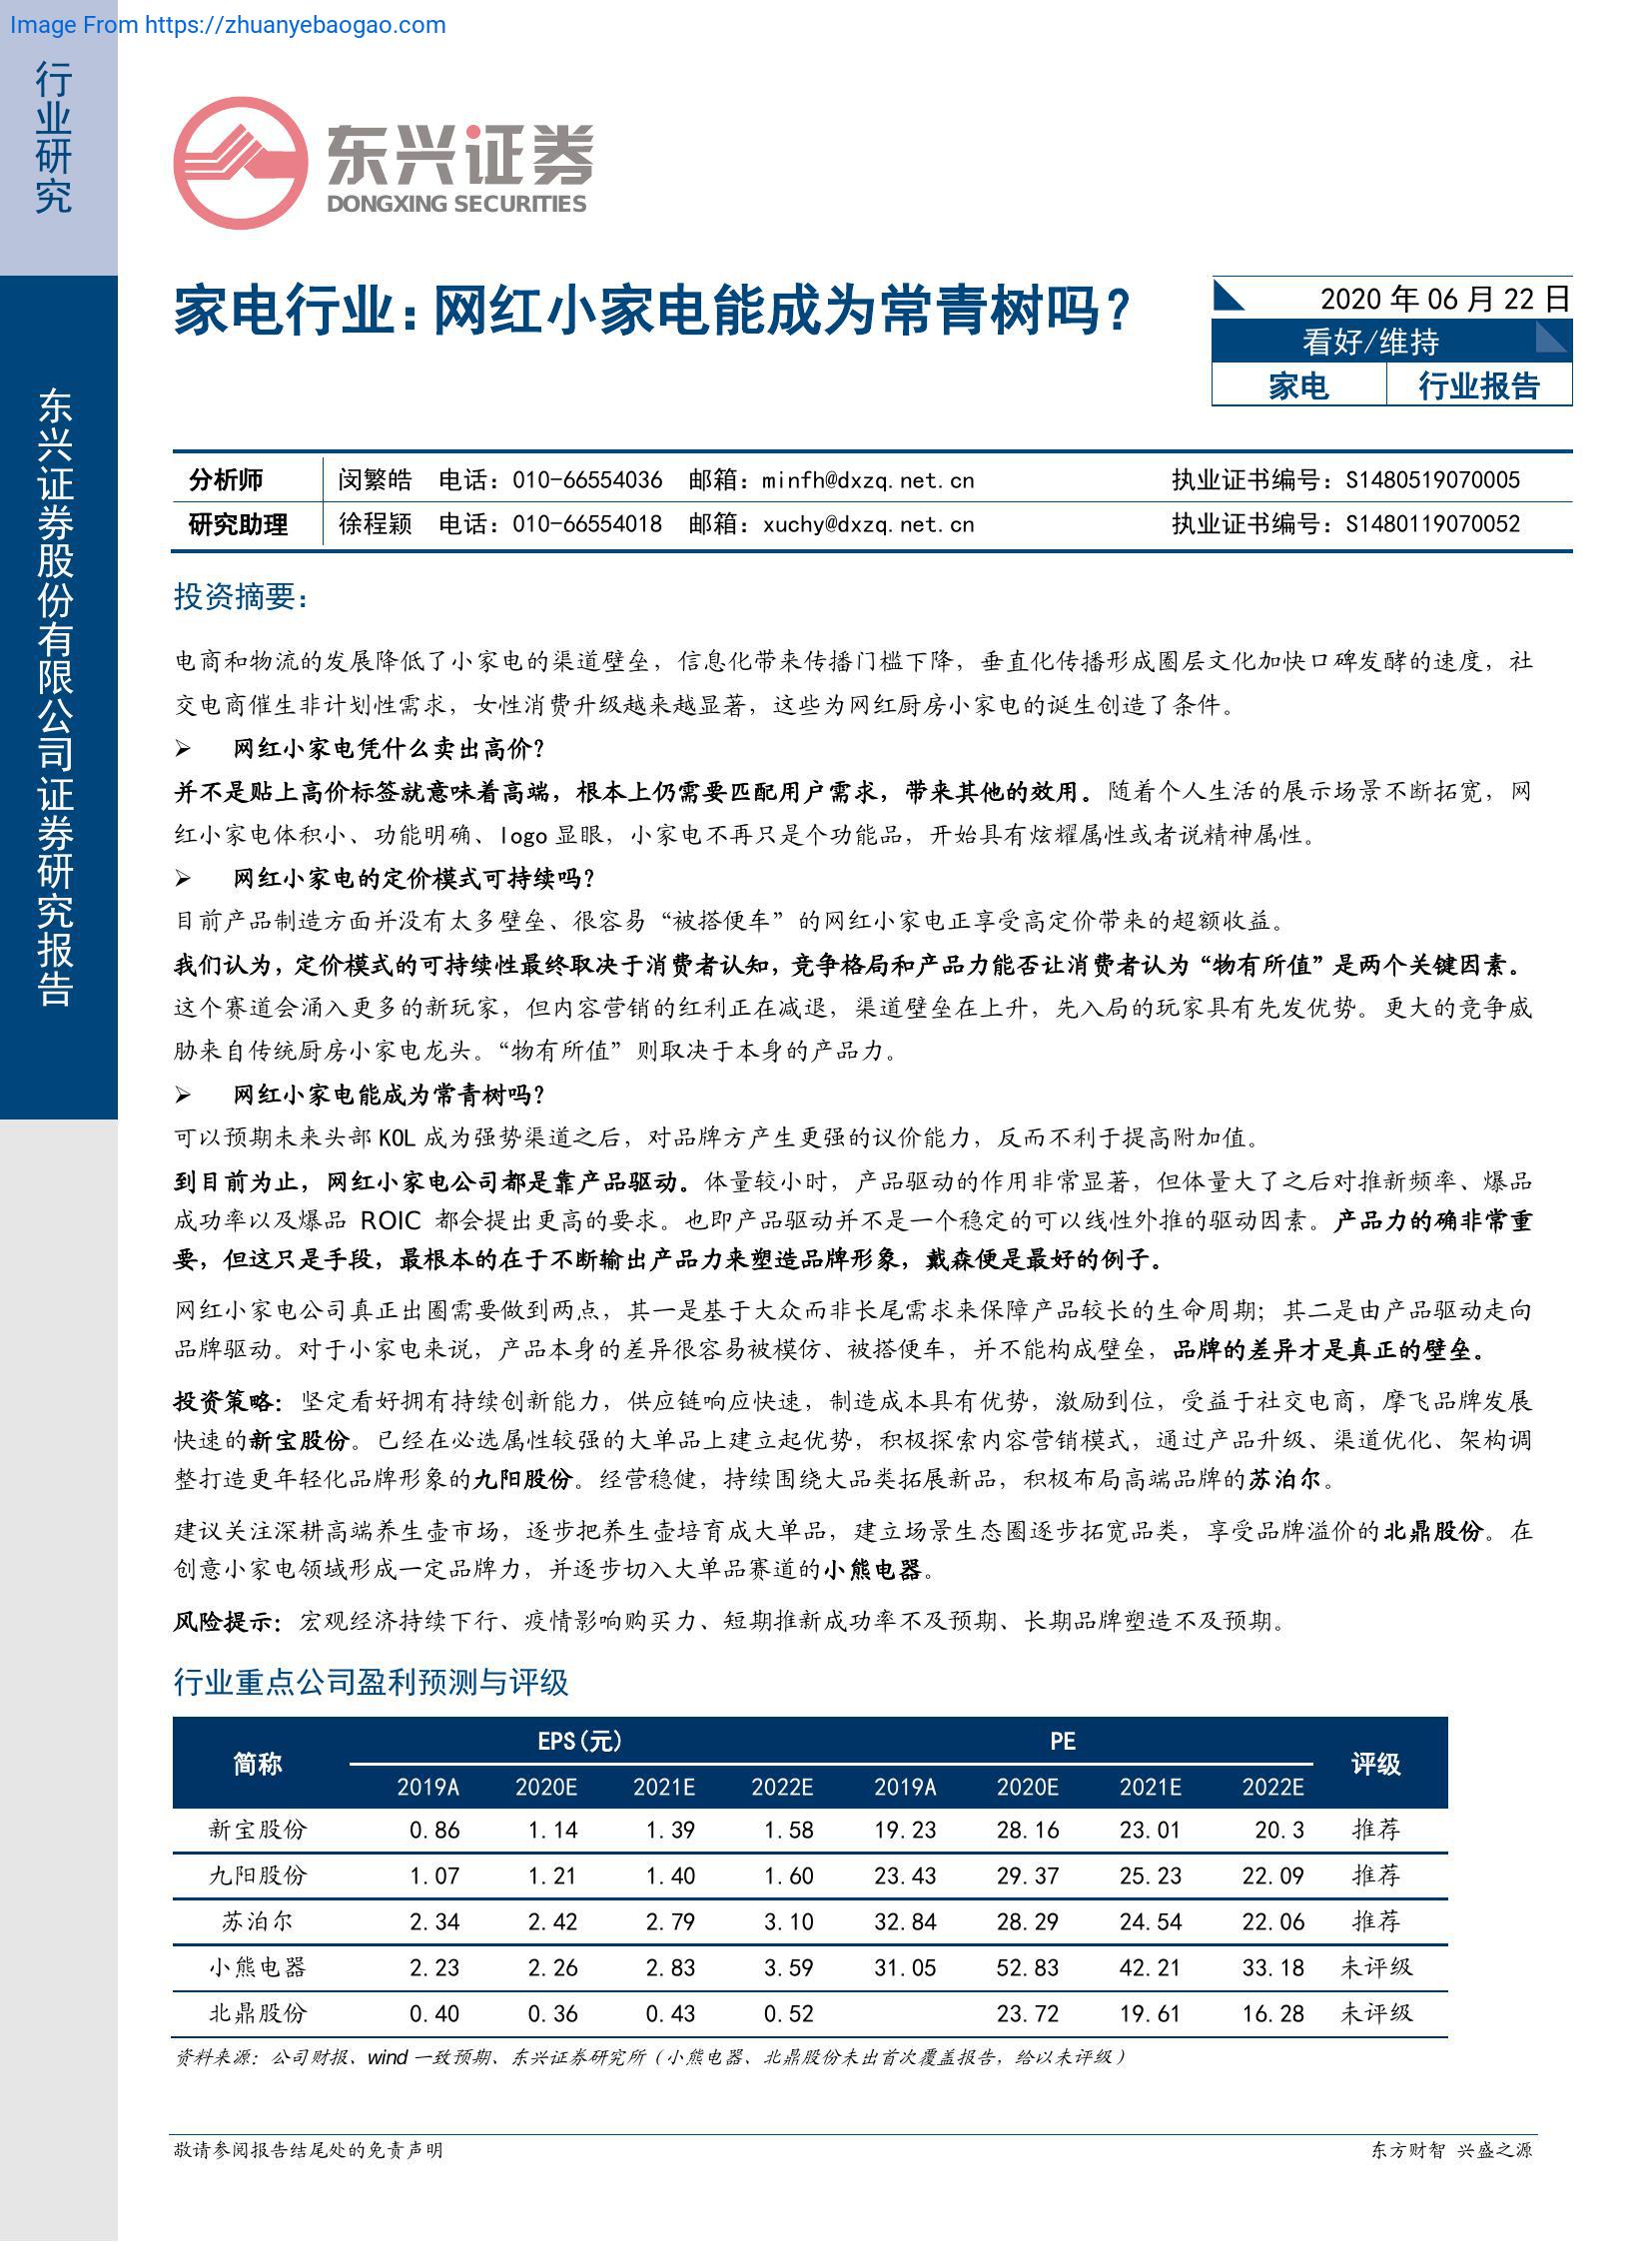 Image From https://zhuanyebaogao.com
行业研究
东兴证券股份有限公司证券研究报告
东兴证券
DONGXING SECURITIES
家电行业：网红小家电能成为常青树吗？
2020 年 06 月 22 日
看好/维持
家电 行业报告
分析师 闵繁皓 电话：010-66554036 邮箱：minfh@dxzq.net.cn 执业证书编号：S1480519070005
研究助理 徐程颖 电话：010-66554018 邮箱：xuchy@dxzq.net.cn 执业证书编号：S1480119070052
投资摘要：
电商和物流的发展降低了小家电的渠道壁垒，信息化带来传播门槛下降，垂直化传播形成圈层文化加快口碑发酵的速度，社
交电商催生非计划性需求，女性消费升级越来越显著，这些为网红厨房小家电的诞生创造了条件。
➢ 网红小家电凭什么卖出高价？
并不是贴上高价标签就意味着高端，根本上仍需要匹配用户需求，带来其他的效用。随着个人生活的展示场景不断拓宽，网
红小家电体积小、功能明确、logo 显眼，小家电不再只是个功能品，开始具有炫耀属性或者说精神属性。
➢ 网红小家电的定价模式可持续吗？
目前产品制造方面并没有太多壁垒、很容易“被搭便车”的网红小家电正享受高定价带来的超额收益。
我们认为，定价模式的可持续性最终取决于消费者认知，竞争格局和产品力能否让消费者认为“物有所值”是两个关键因素。
这个赛道会涌入更多的新玩家，但内容营销的红利正在减退，渠道壁垒在上升，先入局的玩家具有先发优势。更大的竞争威
胁来自传统厨房小家电龙头。“物有所值”则取决于本身的产品力。
➢ 网红小家电能成为常青树吗？
可以预期未来头部 KOL 成为强势渠道之后，对品牌方产生更强的议价能力，反而不利于提高附加值。
到目前为止，网红小家电公司都是靠产品驱动。体量较小时，产品驱动的作用非常显著，但体量大了之后对推新频率、爆品
成功率以及爆品 ROIC 都会提出更高的要求。也即产品驱动并不是一个稳定的可以线性外推的驱动因素。产品力的确非常重
要，但这只是手段，最根本的在于不断输出产品力来塑造品牌形象，戴森便是最好的例子。
网红小家电公司真正出圈需要做到两点，其一是基于大众而非长尾需求来保障产品较长的生命周期；其二是由产品驱动走向
品牌驱动。对于小家电来说，产品本身的差异很容易被模仿、被搭便车，并不能构成壁垒，品牌的差异才是真正的壁垒。
投资策略：坚定看好拥有持续创新能力，供应链响应快速，制造成本具有优势，激励到位，受益于社交电商，摩飞品牌发展
快速的新宝股份。已经在必选属性较强的大单品上建立起优势，积极探索内容营销模式，通过产品升级、渠道优化、架构调
整打造更年轻化品牌形象的九阳股份。经营稳健，持续围绕大品类拓展新品，积极布局高端品牌的苏泊尔。
建议关注深耕高端养生壶市场，逐步把养生壶培育成大单品，建立场景生态圈逐步拓宽品类，享受品牌溢价的北鼎股份。在
创意小家电领域形成一定品牌力，并逐步切入大单品赛道的小熊电器。
风险提示：宏观经济持续下行、疫情影响购买力、短期推新成功率不及预期、长期品牌塑造不及预期。
行业重点公司盈利预测与评级
简称 EPS(元) PE 评级
2019A 2020E 2021E 2022E 2019A 2020E 2021E 2022E
新宝股份 0.86 1.14 1.39 1.58 19.23 28.16 23.01 20.3 推荐
九阳股份 1.07 1.21 1.40 1.60 23.43 29.37 25.23 22.09 推荐
苏泊尔 2.34 2.42 2.79 3.10 32.84 28.29 24.54 22.06 推荐
小熊电器 2.23 2.26 2.83 3.59 31.05 52.83 42.21 33.18 未评级
北鼎股份 0.40 0.36 0.43 0.52 23.72 19.61 16.28 未评级
资料来源：公司财报、wind 一致预期、东兴证券研究所（小熊电器、北鼎股份未出首次覆盖报告，给以未评级）
敬请参阅报告结尾处的免责声明
东方财智 兴盛之源